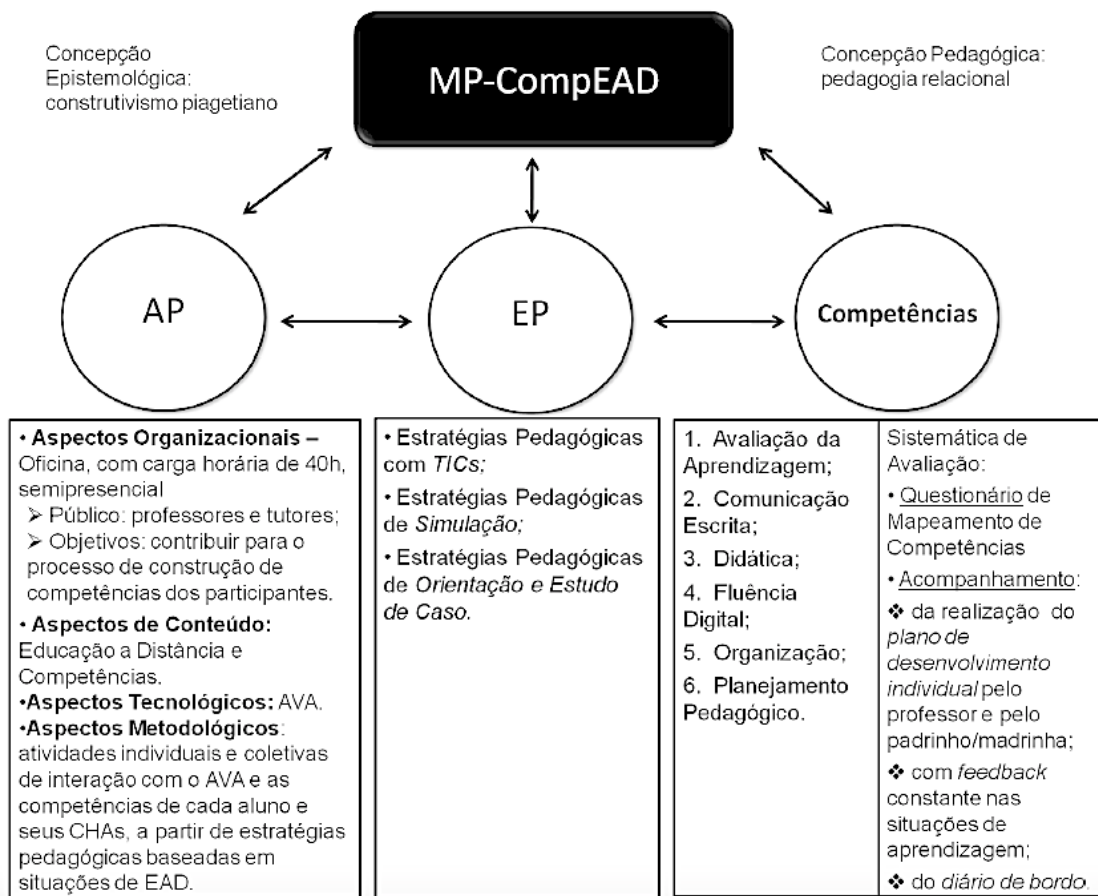 Concepção
Epistemológica:
construtivismo piagetiano
MP-CompEAD
Concepção Pedagógica:
pedagogia relacional
AP
EP
Competências
• Aspectos Organizacionais –
Oficina, com carga horária de 40h,
semipresencial
➢ Público: professores e tutores;
➢ Objetivos: contribuir para o
processo de construção de
competências dos participantes.
• Aspectos de Conteúdo:
Educação a Distância e
Competências.
•Aspectos Tecnológicos: AVA.
•Aspectos Metodológicos:
atividades individuais e coletivas
de interação com o AVA e as
competências de cada aluno e
seus CHAs, a partir de estratégias
pedagógicas baseadas em
situações de EAD.
• Estratégias Pedagógicas
com TICs;
• Estratégias Pedagógicas
de Simulação;
• Estratégias Pedagógicas
de Orientação e Estudo
de Caso.
1. Avaliação da
Aprendizagem;
2. Comunicação
Escrita;
3. Didática;
4. Fluência
Digital;
5. Organização;
6. Planejamento
Pedagógico.
Sistemática de
Avaliação:
• Questionário de
Mapeamento de
Competências
• Acompanhamento:
❖ da realização do
plano de
desenvolvimento
individual pelo
professor e pelo
padrinho/madrinha;
❖ com feedback
constante nas
situações de
aprendizagem;
❖ do diário de bordo.